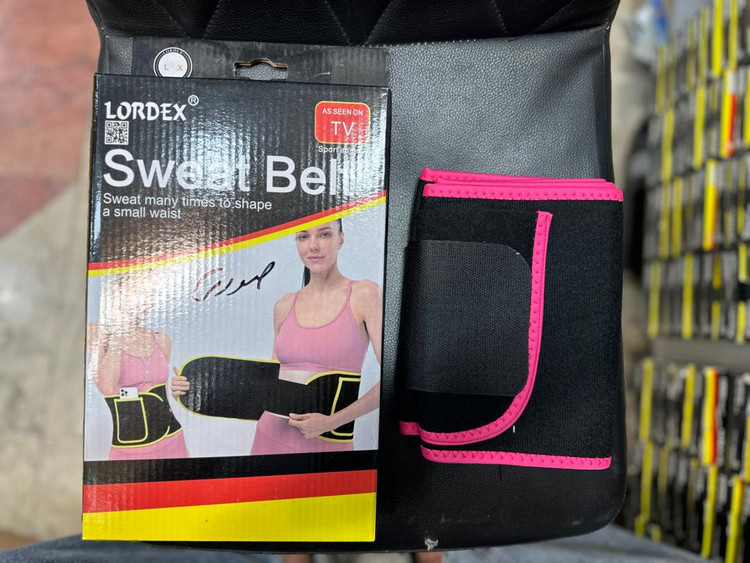 LORDEX®
AS SEEN ON
TV
Sweat Belt
Sweat many times to shape
a small waist